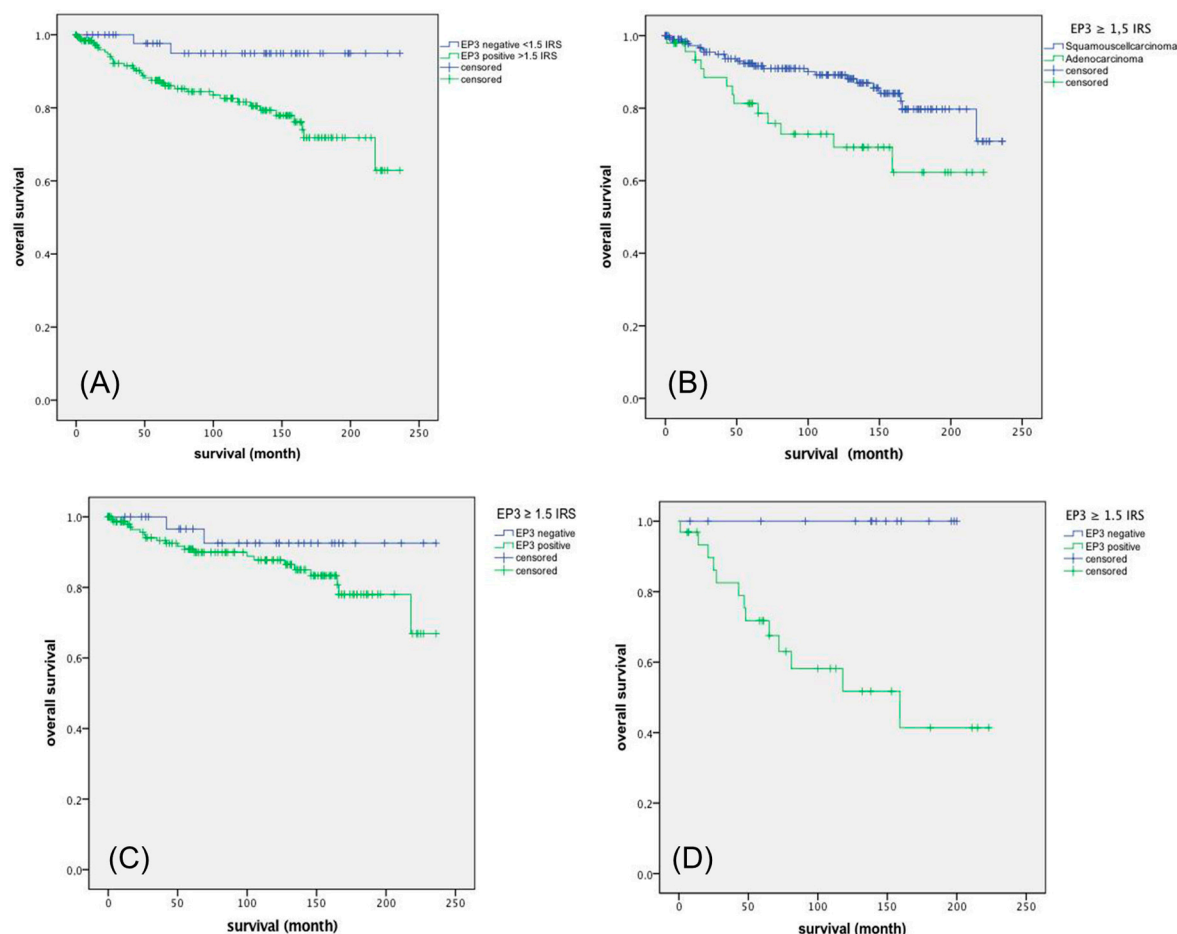 EP3 negative <1.5 IRS
EP3 positive >1.5 IRS
censored
censored
1.0
0.8
0.6
0.4
0.2
0.0
overall survival
(A)
0 50 100 150 200 250
survival (month)
EP3 ≥ 1,5 IRS
Squamouscellcarcinoma
Adenocarcinoma
censored
censored
1.0
0.8
0.6
0.4
0.2
0.0
overall survival
(B)
0 50 100 150 200 250
survival (month)
EP3 ≥ 1.5 IRS
EP3 negative
EP3 positive
censored
censored
1.0
0.8
0.6
0.4
0.2
0.0
overall survival
(C)
0 50 100 150 200 250
survival (month)
EP3 ≥ 1.5 IRS
EP3 negative
EP3 positive
censored
censored
1.0
0.8
0.6
0.4
0.2
0.0
overall survival
(D)
0 50 100 150 200 250
survival (month)